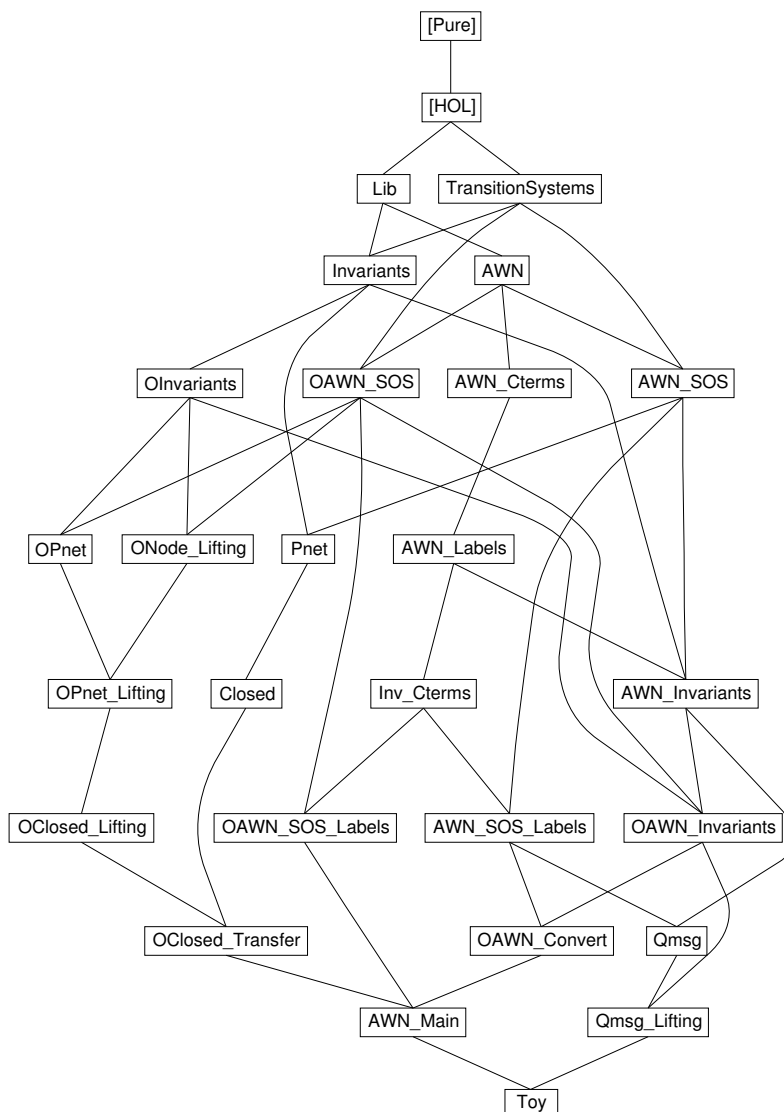 [Pure]
[HOL]
Lib TransitionSystems
Invariants AWN
OInvariants OAWN_SOS AWN_Cterms AWN_SOS
OPnet ONode_Lifting Pnet AWN_Labels
OPnet_Lifting Closed Inv_Cterms AWN_Invariants
OClosed_Lifting OAWN_SOS_Labels AWN_SOS_Labels OAWN_Invariants
OClosed_Transfer OAWN_Convert Qmsg
AWN_Main Qmsg_Lifting
Toy